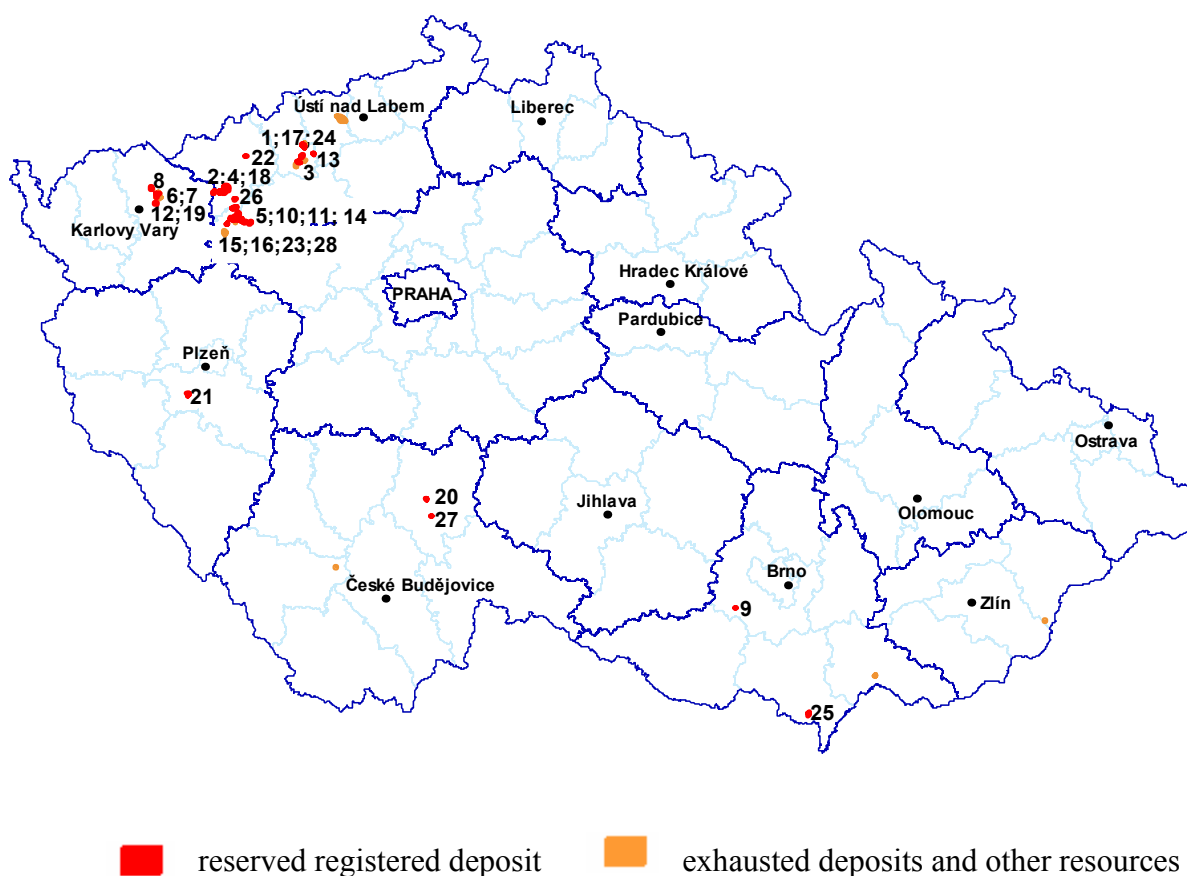 Ústí nad Labem
Liberec
1;17;24
22
13
3
8
2;4;18
6;7
26
12;19
5;10;11; 14
Karlovy Vary
15;16;23;28
Hradec Králové
PRAHA
Pardubice
Plzeň
21
Ostrava
20
Jihlava
Olomouc
27
Brno
České Budějovice
9
Zlín
25
reserved registered deposit
exhausted deposits and other resources